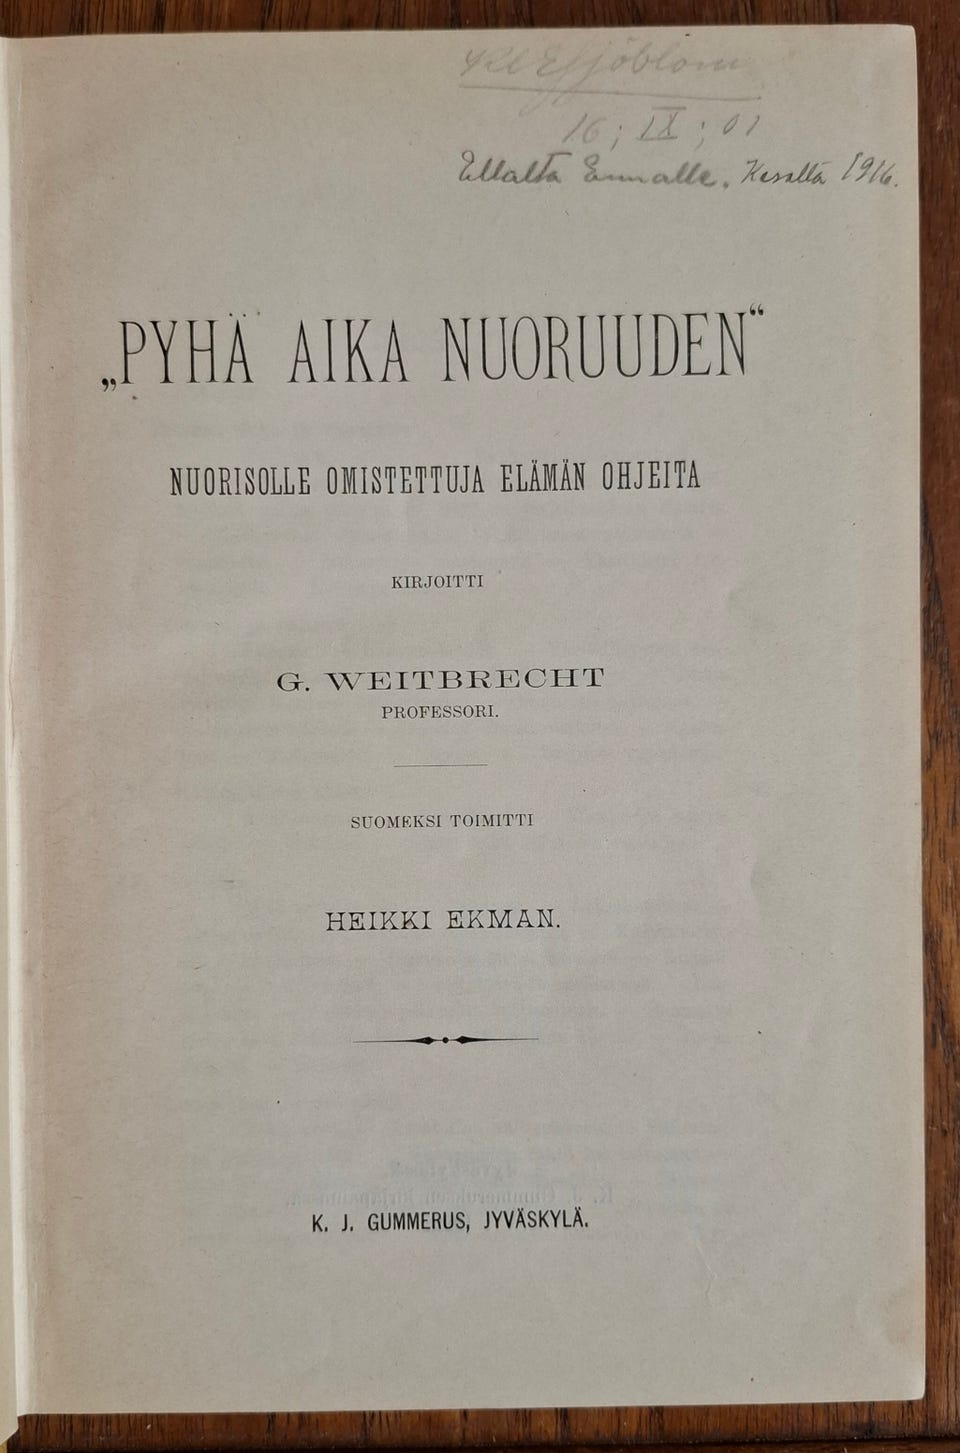 Sjöblom
16; IX; 01
Ellalta Emmalle. Kesällä 1916.
„PYHÄ AIKA NUORUUDEN“
NUORISOLLE OMISTETTUJA ELÄMÄN OHJEITA
KIRJOITTI
G. WEITBRECHT
PROFESSORI.
SUOMEKSI TOIMITTI
HEIKKI EKMAN.
K. J. GUMMERUS, JYVÄSKYLÄ.